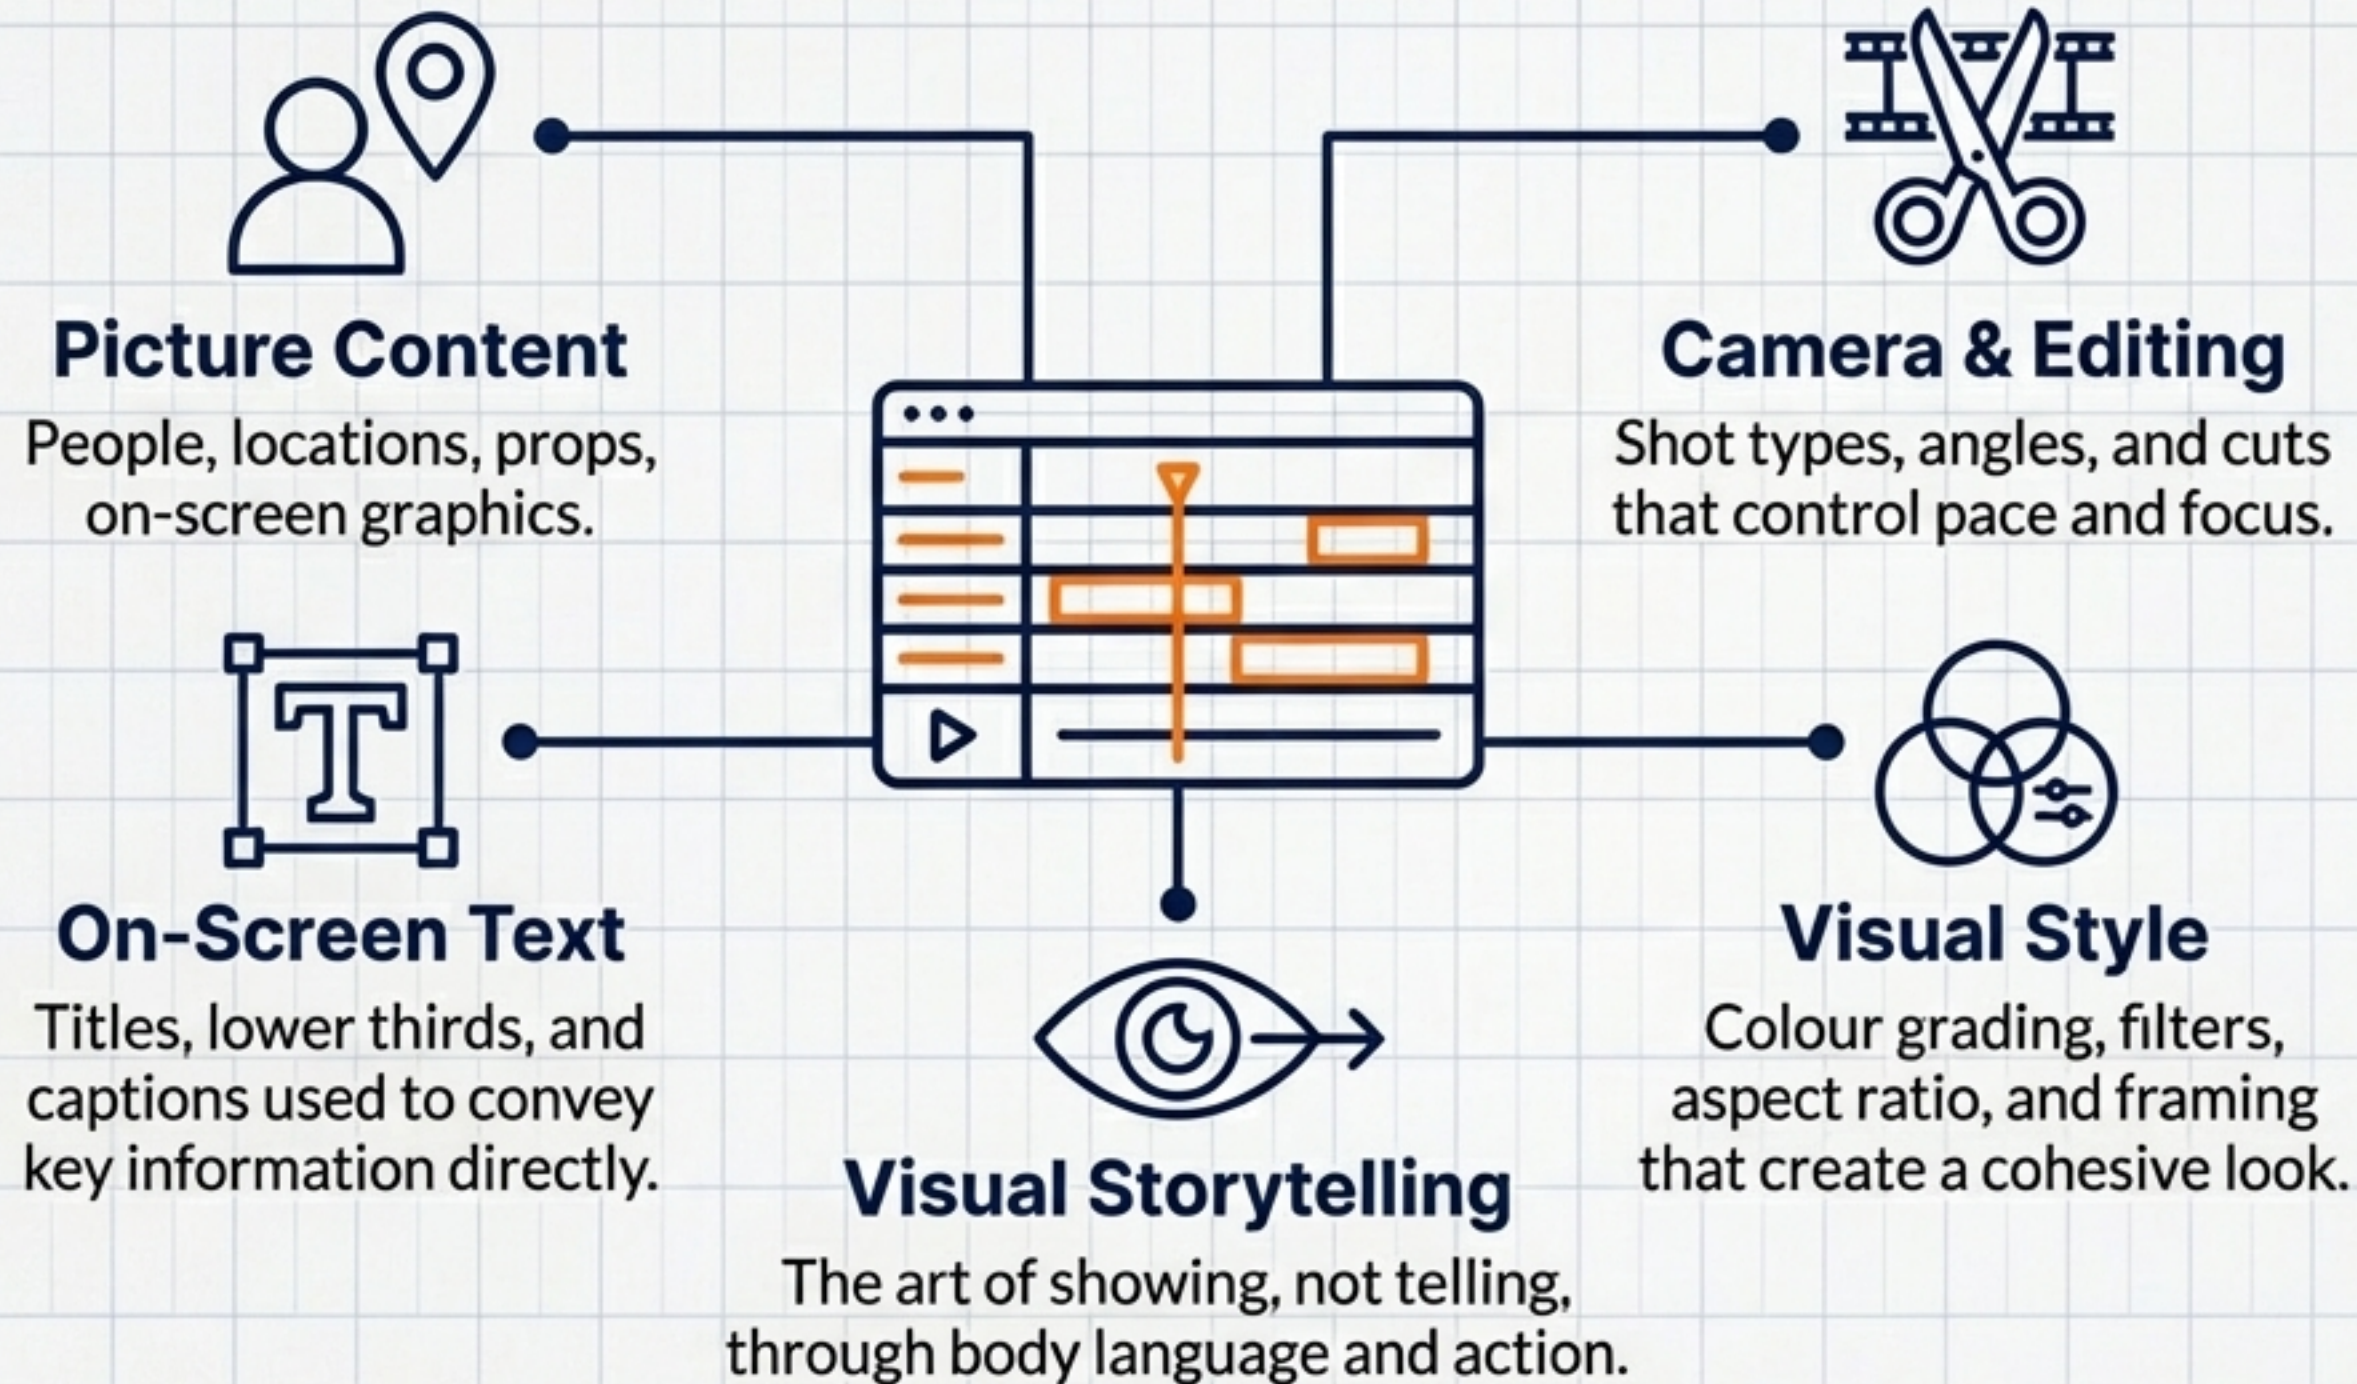 Picture Content
People, locations, props,
on-screen graphics.
Camera & Editing
Shot types, angles, and cuts
that control pace and focus.
T
On-Screen Text
Titles, lower thirds, and
captions used to convey
key information directly.
Visual Style
Colour grading, filters,
aspect ratio, and framing
that create a cohesive look.
Visual Storytelling
The art of showing, not telling,
through body language and action.